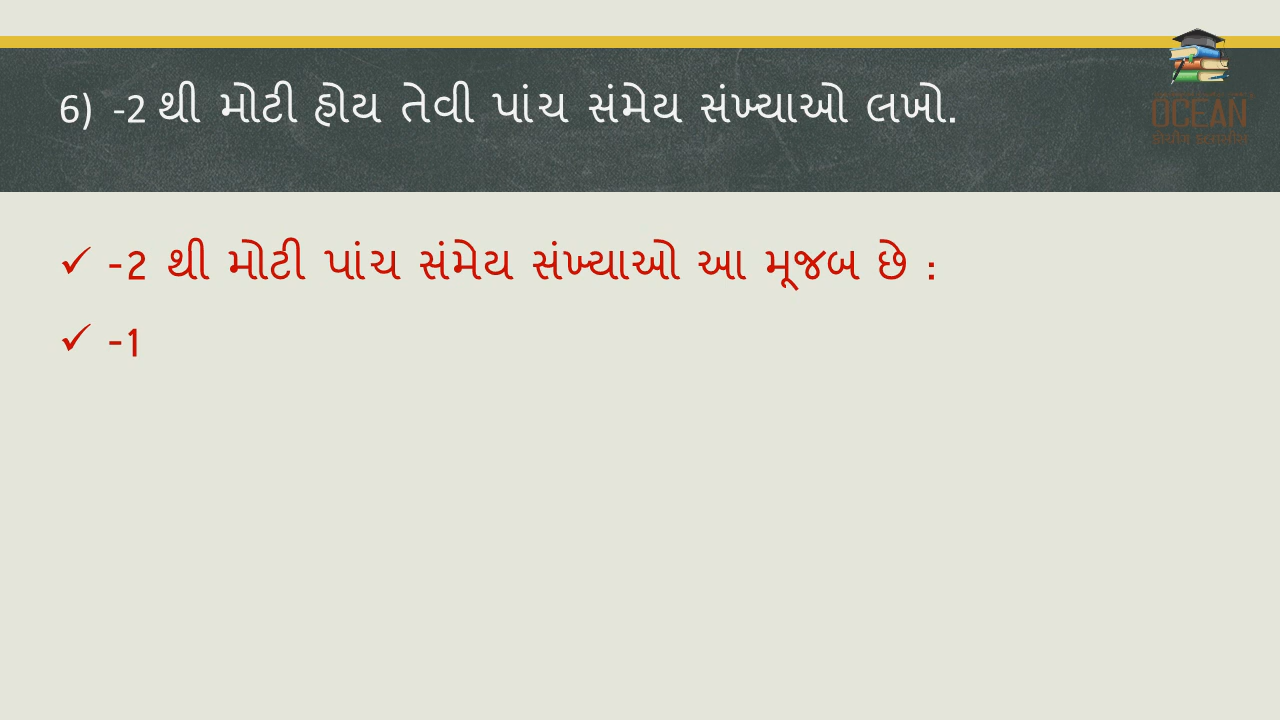 6) -2 થી મોટી હોય તેવી પાંચ સંમેય સંખ્યાઓ લખો.
OCEAN
✓ -2 થી મોટી પાંચ સંમેય સંખ્યાઓ આ મૂજબ છે :
✓ -1